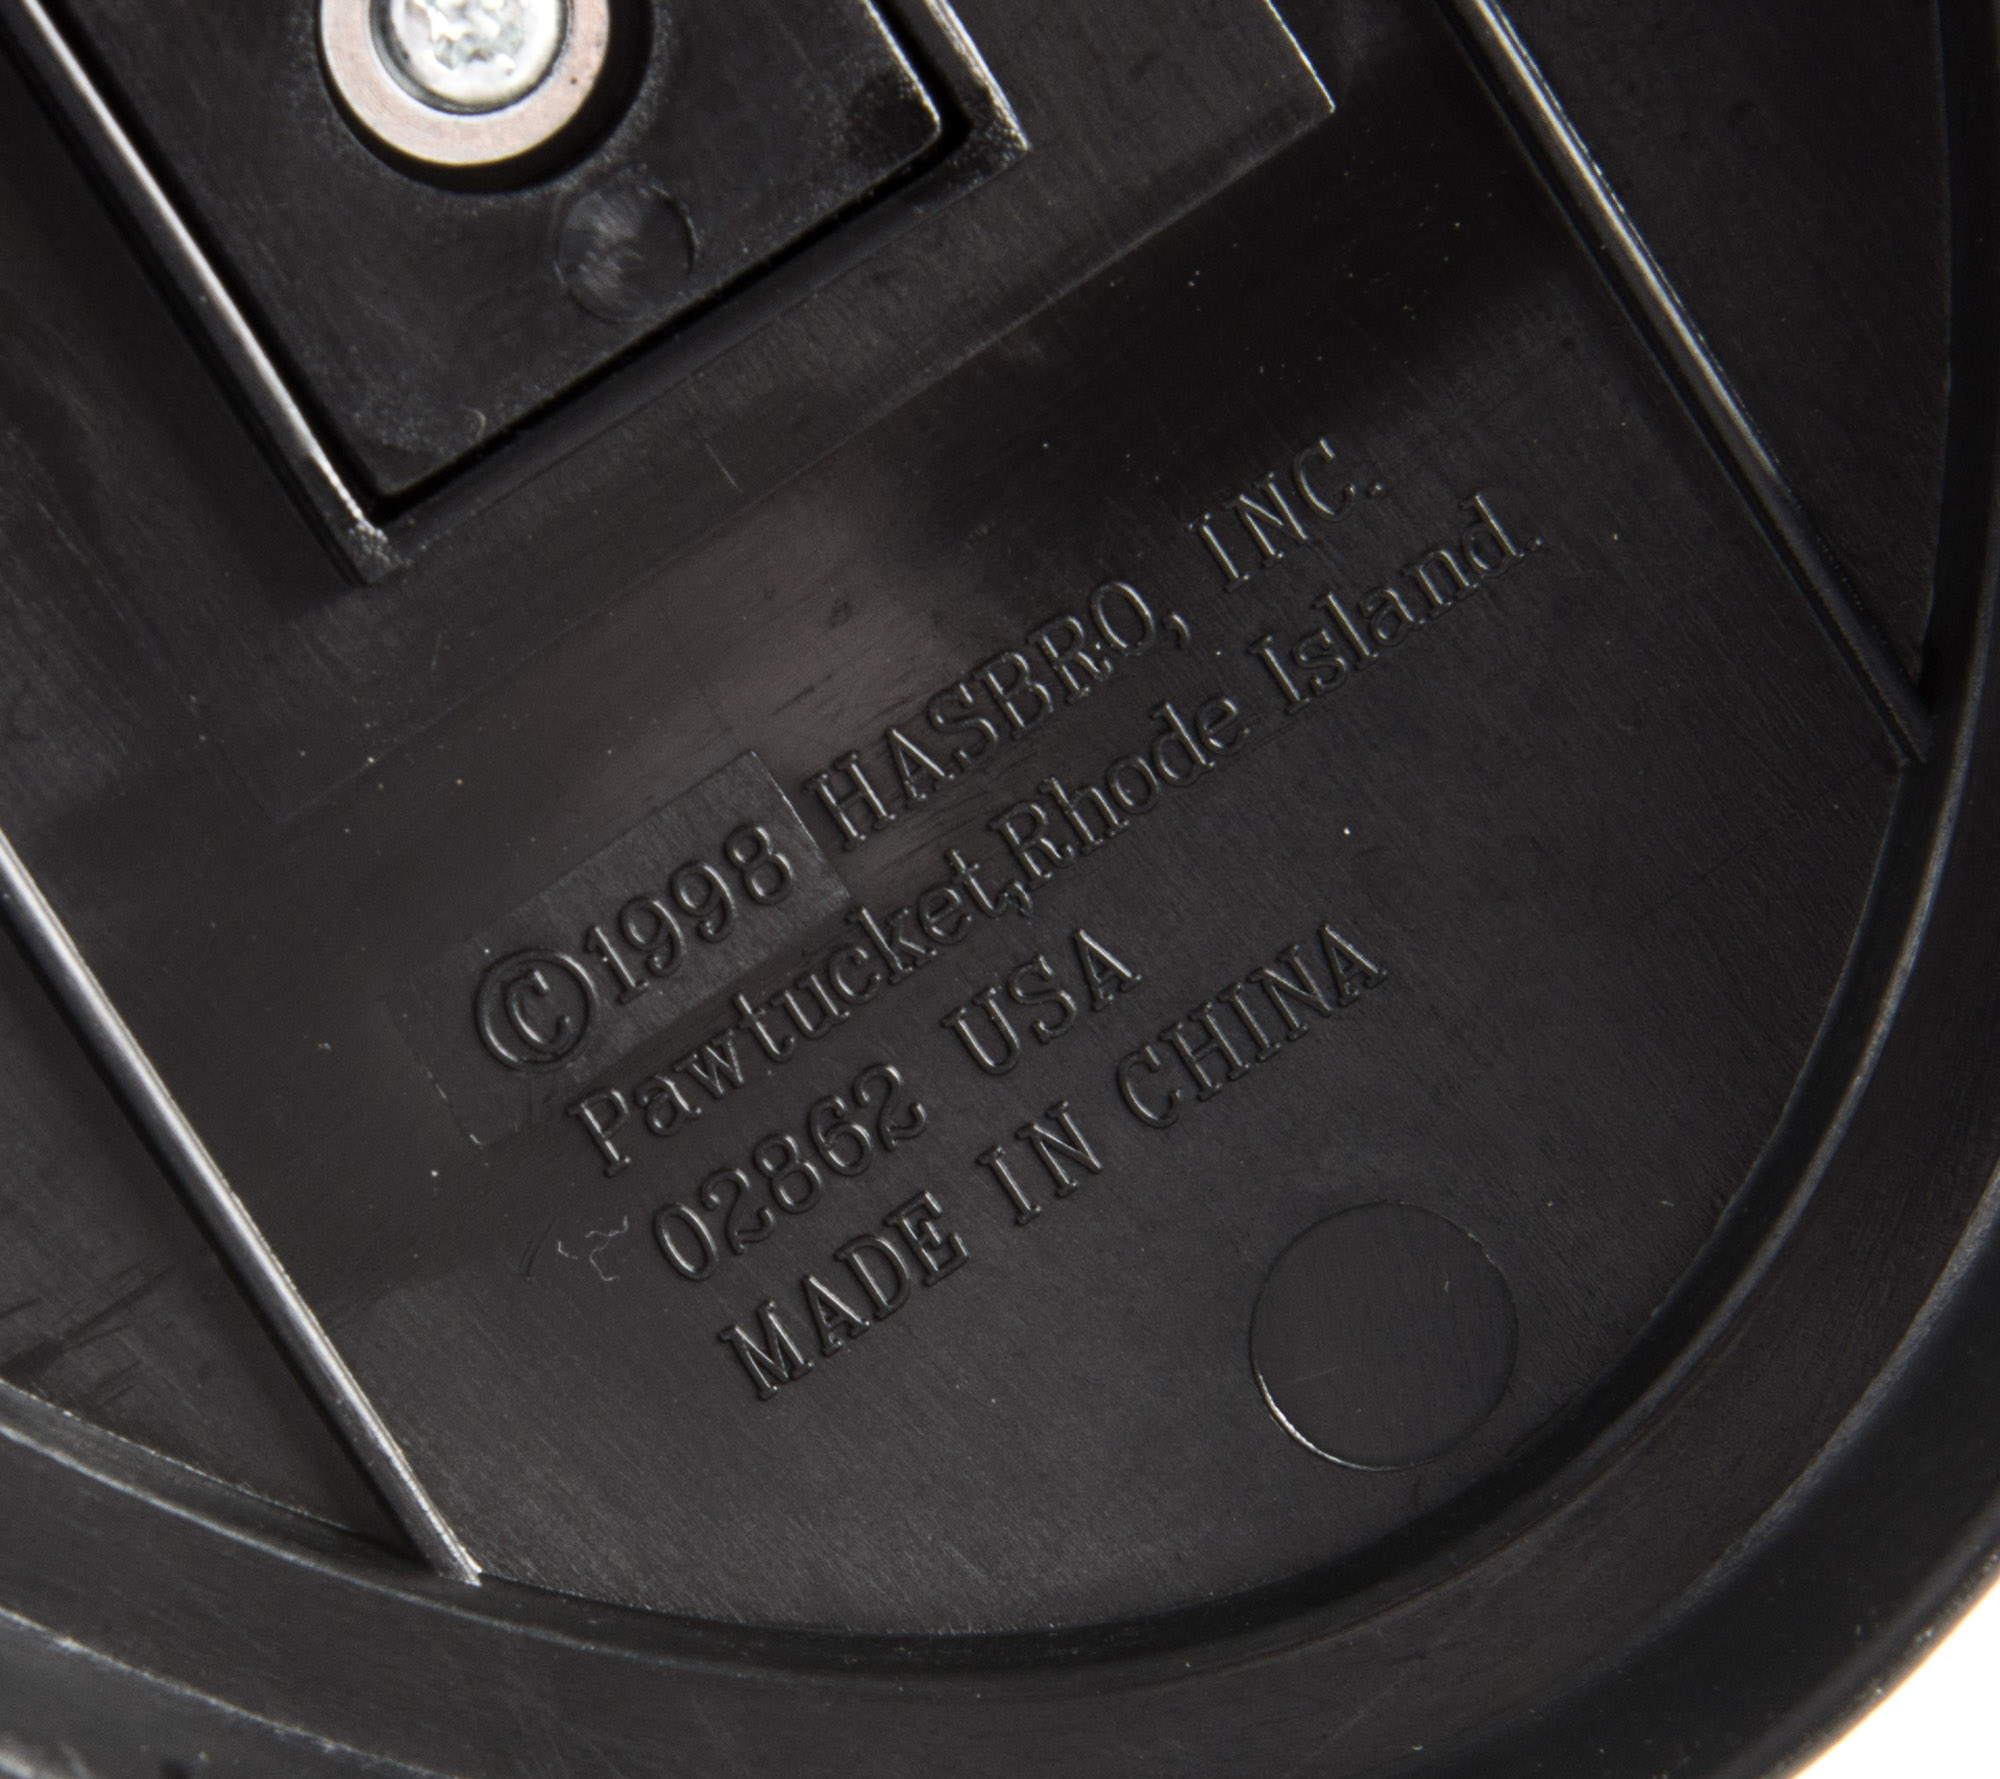 ©1998 HASBRO, INC.
Pawtucket,Rhode Island.
02862 USA
MADE IN CHINA